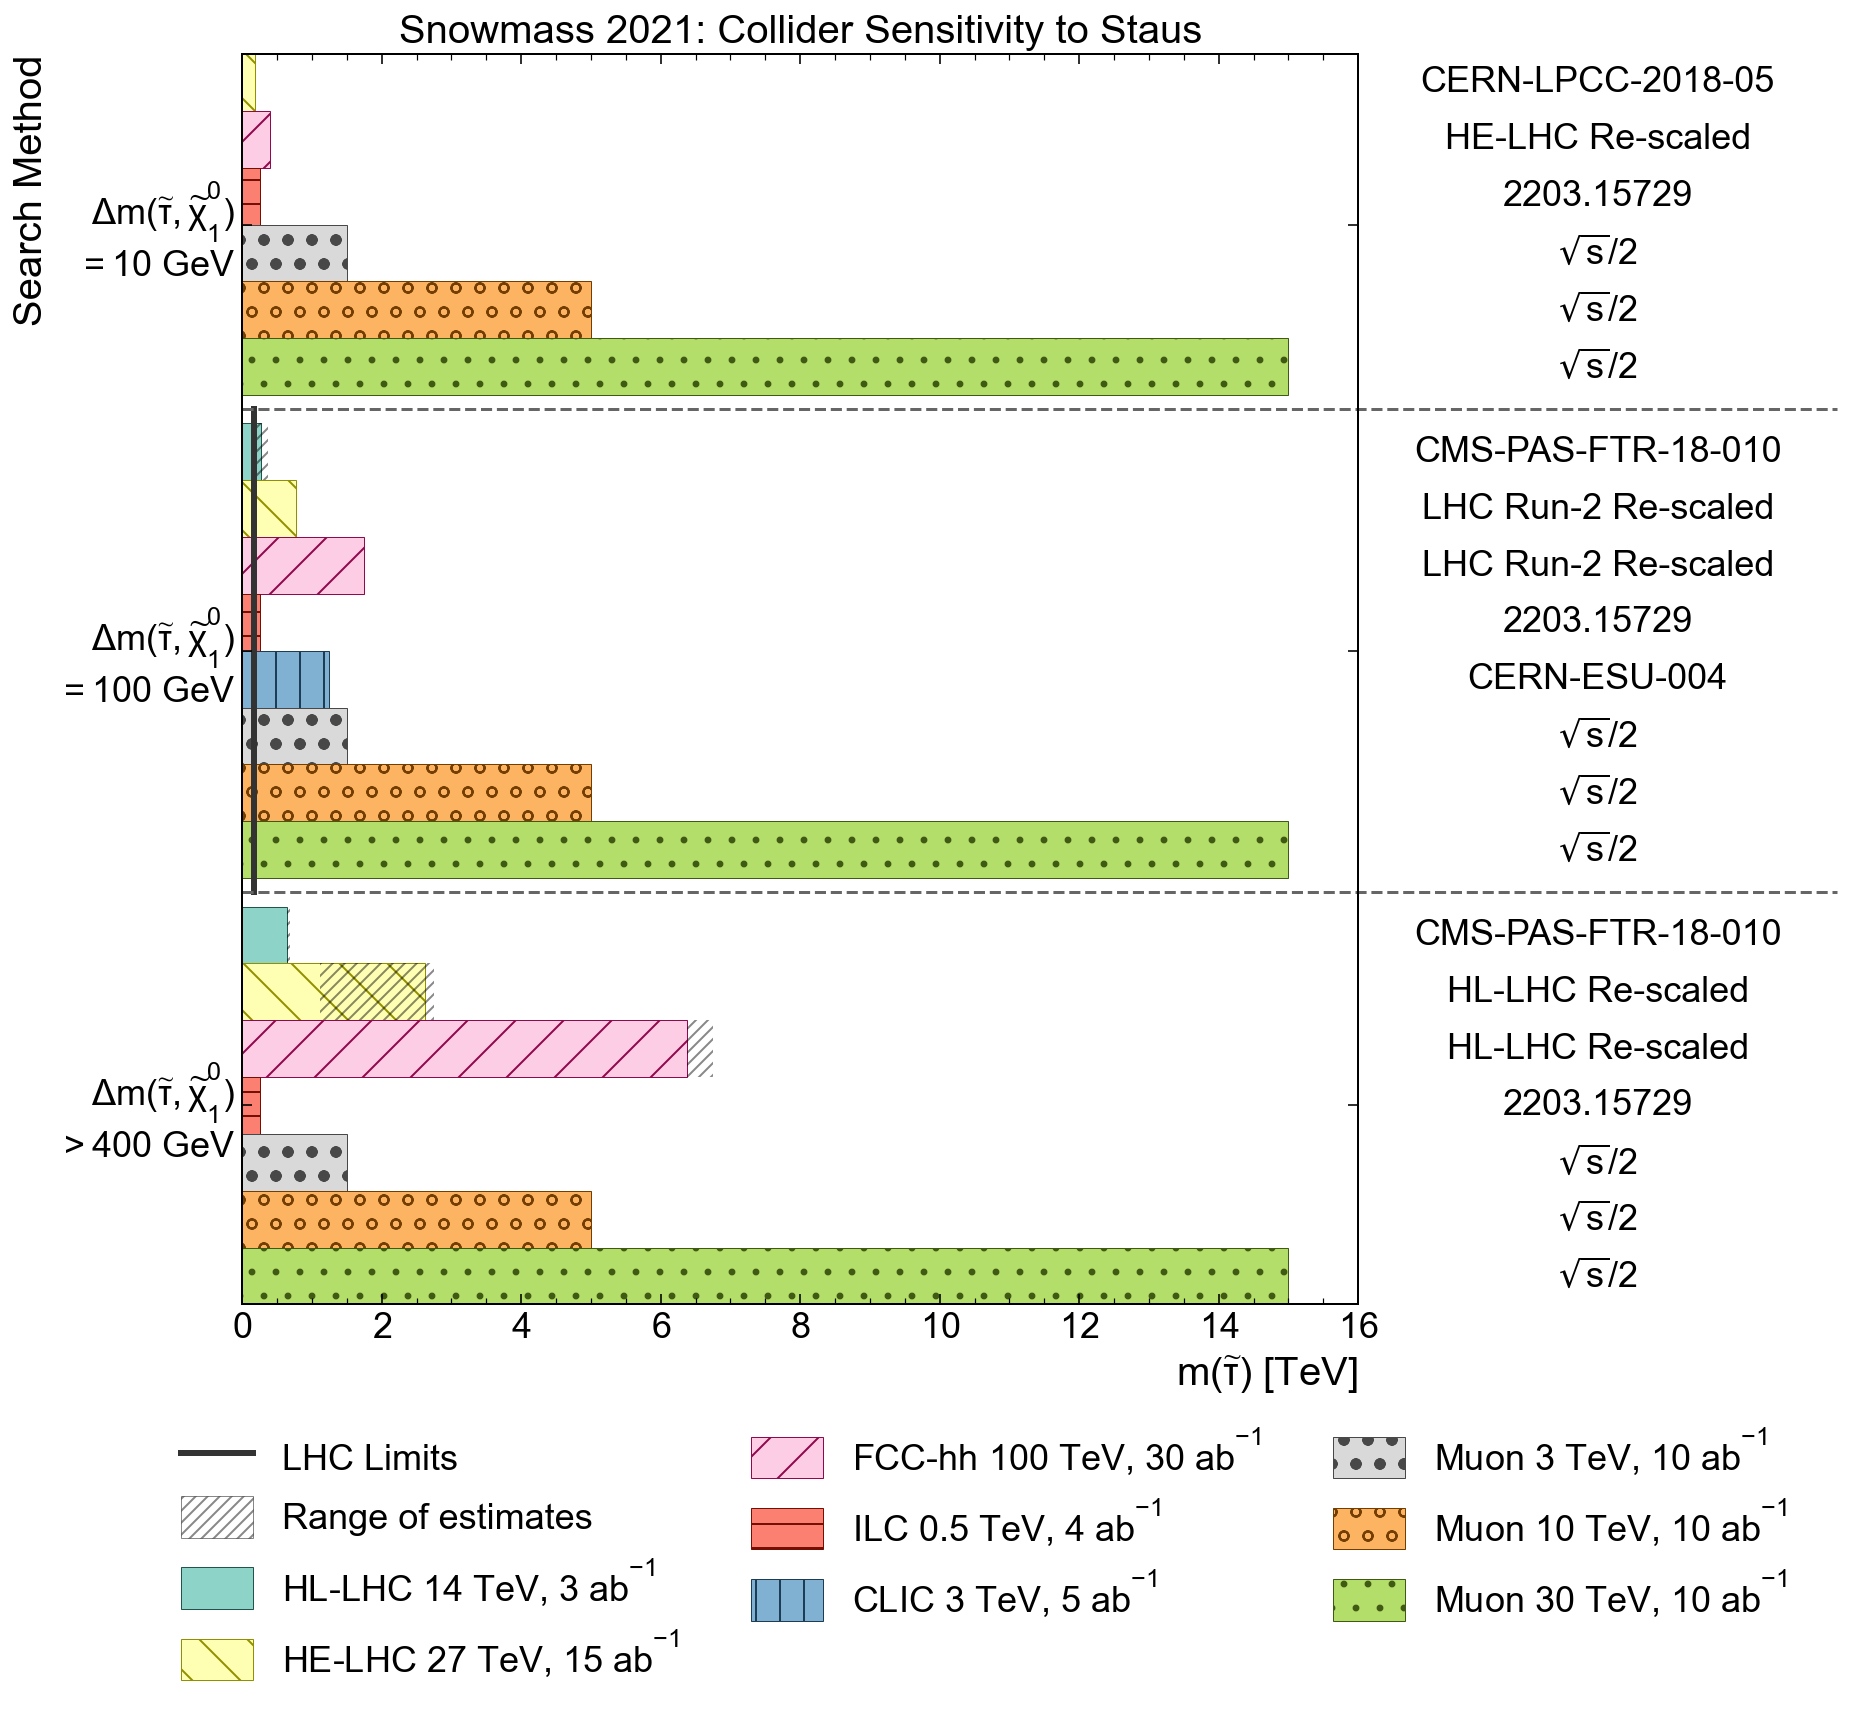 Snowmass 2021: Collider Sensitivity to Staus
Search Method
Δm(τ̃, χ̃₁⁰)
= 10 GeV
CERN-LPCC-2018-05
HE-LHC Re-scaled
2203.15729
√s/2
√s/2
√s/2
Δm(τ̃, χ̃₁⁰)
= 100 GeV
CMS-PAS-FTR-18-010
LHC Run-2 Re-scaled
LHC Run-2 Re-scaled
2203.15729
CERN-ESU-004
√s/2
√s/2
√s/2
Δm(τ̃, χ̃₁⁰)
> 400 GeV
CMS-PAS-FTR-18-010
HL-LHC Re-scaled
HL-LHC Re-scaled
2203.15729
√s/2
√s/2
√s/2
0 2 4 6 8 10 12 14 16
m(τ̃) [TeV]
LHC Limits
Range of estimates
HL-LHC 14 TeV, 3 ab⁻¹
HE-LHC 27 TeV, 15 ab⁻¹
FCC-hh 100 TeV, 30 ab⁻¹
ILC 0.5 TeV, 4 ab⁻¹
CLIC 3 TeV, 5 ab⁻¹
Muon 3 TeV, 10 ab⁻¹
Muon 10 TeV, 10 ab⁻¹
Muon 30 TeV, 10 ab⁻¹